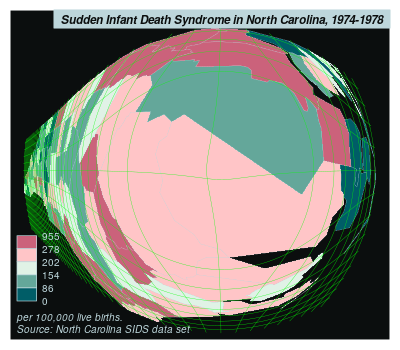 Sudden Infant Death Syndrome in North Carolina, 1974-1978
955
278
202
154
86
0
per 100,000 live births.
Source: North Carolina SIDS data set